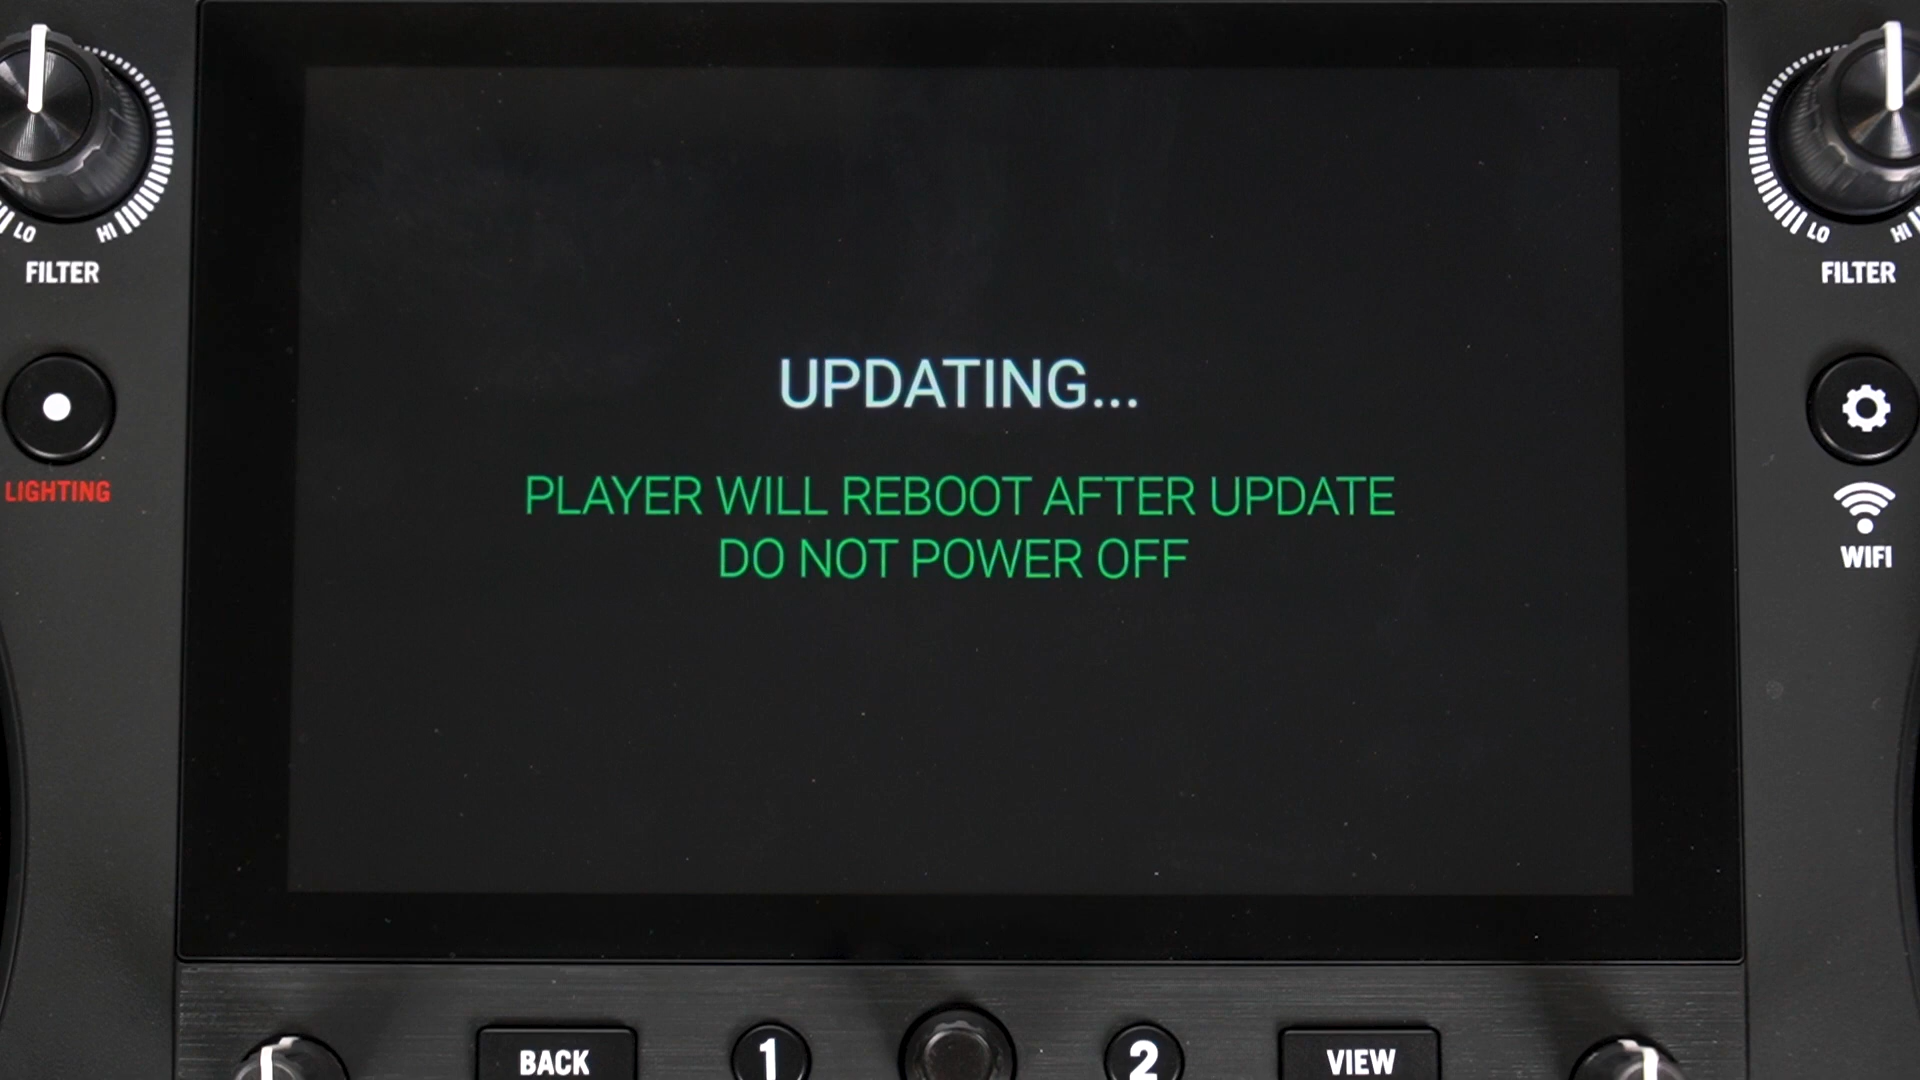 LO HI
FILTER
LIGHTING
UPDATING...
PLAYER WILL REBOOT AFTER UPDATE
DO NOT POWER OFF
LO HI
FILTER
WIFI
BACK
1
2
VIEW